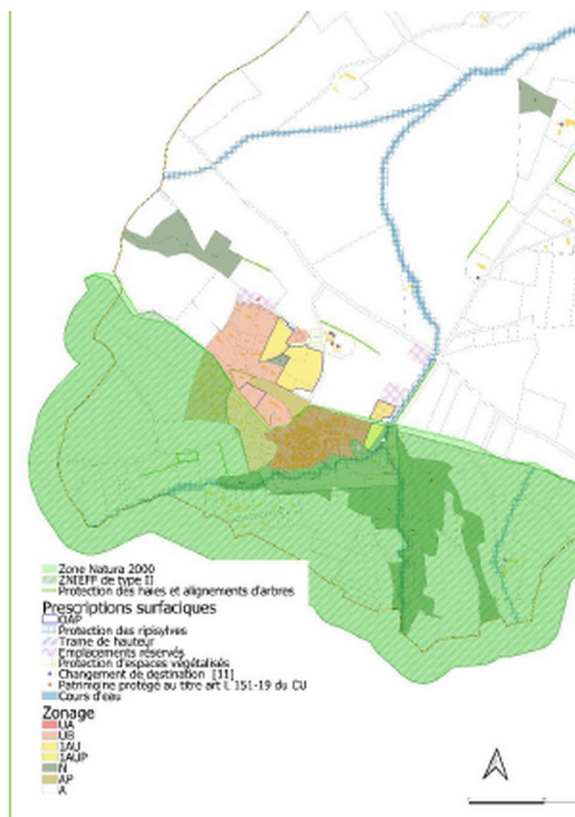 Zone Natura 2000
ZNIEFF de type II
Protection des haies et alignements d'arbres
Prescriptions surfaciques
OAP
Protection des ripisylves
Trame de hauteur
Emplacements réservés
Protection d'espaces végétalisés
Changement de destination [11]
Patrimoine protégé au titre art L 151-19 du CU
Cours d'eau
Zonage
UA
UB
1AU
1AUP
N
AP
A